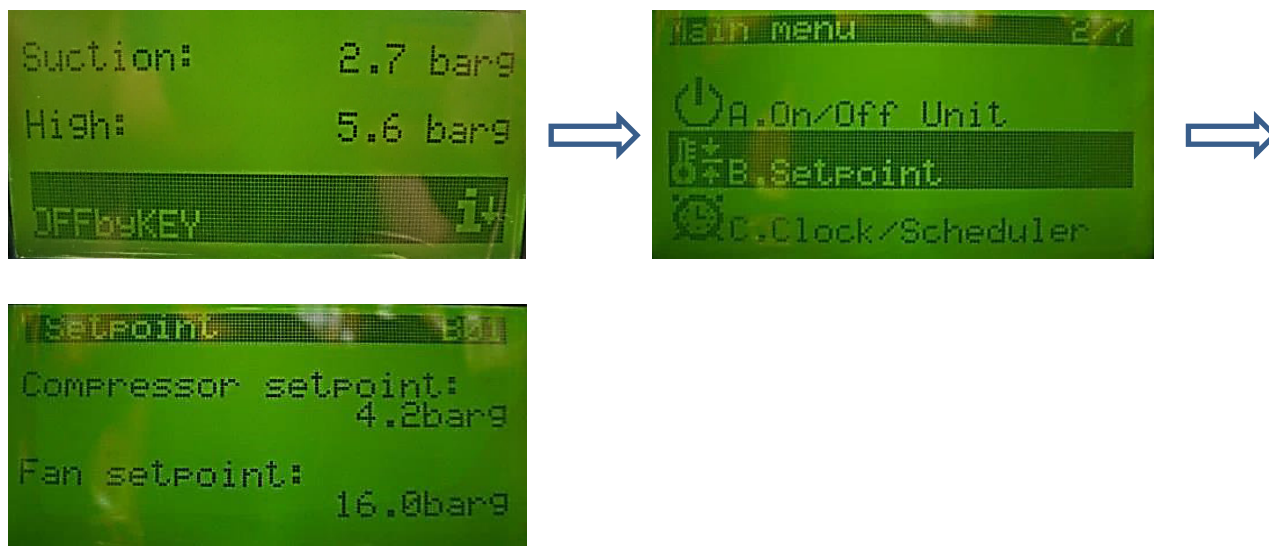 Suction: 2.7 barg
High: 5.6 barg
OFFbyKEY
Main menu 2/7
A.On/Off Unit
B.Setpoint
C.Clock/Scheduler
Setpoint B01
Compressor setpoint:
4.2barg
Fan setpoint:
16.0barg